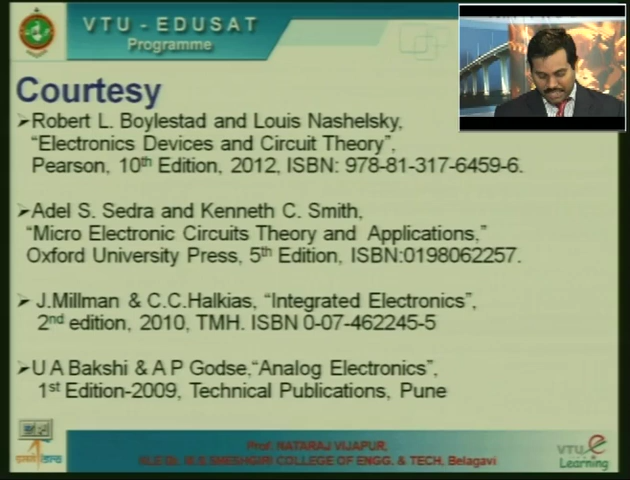 VTU - EDUSAT
Programme
Courtesy
➢Robert L. Boylestad and Louis Nashelsky,
“Electronics Devices and Circuit Theory”,
Pearson, 10th Edition, 2012, ISBN: 978-81-317-6459-6.
➢Adel S. Sedra and Kenneth C. Smith,
“Micro Electronic Circuits Theory and Applications,”
Oxford University Press, 5th Edition, ISBN:0198062257.
➢J.Millman & C.C.Halkias, “Integrated Electronics”,
2nd edition, 2010, TMH. ISBN 0-07-462245-5
➢U A Bakshi & A P Godse,“Analog Electronics”,
1st Edition-2009, Technical Publications, Pune
Prof. NATARAJ VIJAPUR,
COLLEGE OF ENGG. & TECH, Belagavi
VTU e
Learning